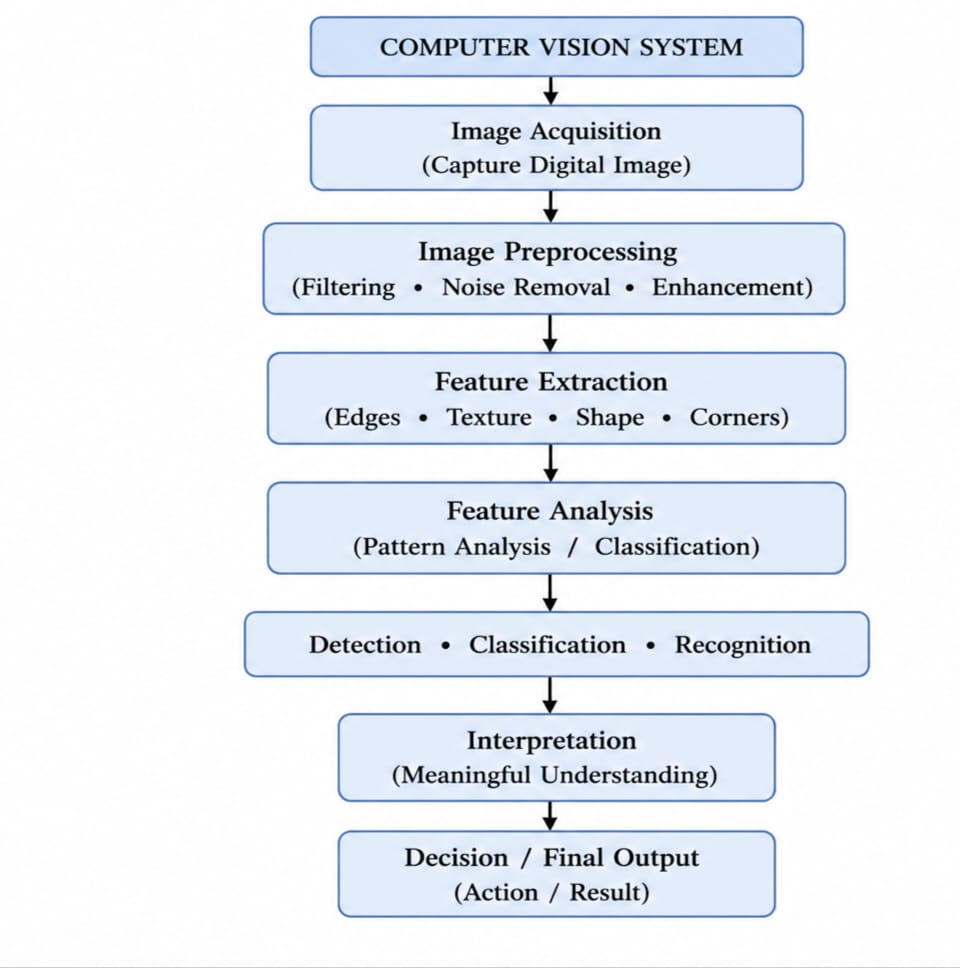 COMPUTER VISION SYSTEM
Image Acquisition
(Capture Digital Image)
Image Preprocessing
(Filtering • Noise Removal • Enhancement)
Feature Extraction
(Edges • Texture • Shape • Corners)
Feature Analysis
(Pattern Analysis / Classification)
Detection • Classification • Recognition
Interpretation
(Meaningful Understanding)
Decision / Final Output
(Action / Result)